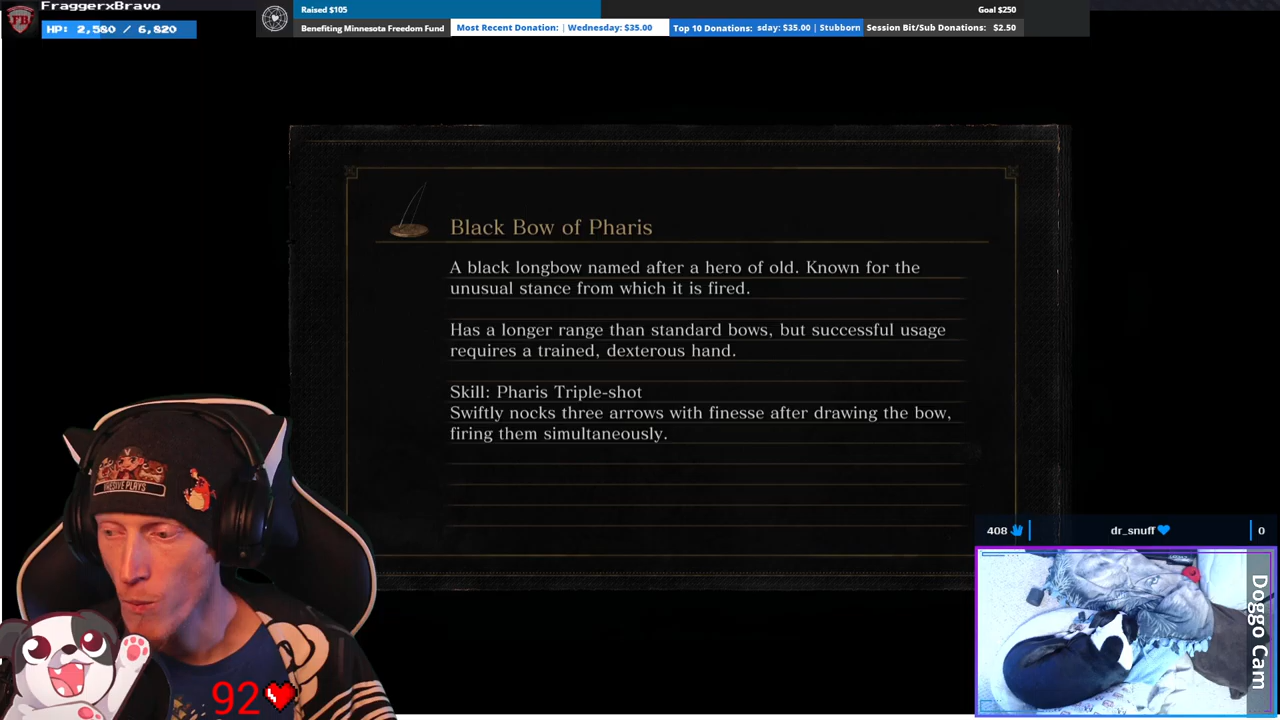 FraggerxBravo
HP: 2,580 / 6,820
Raised $105
Goal $250
Benefiting Minnesota Freedom Fund
Most Recent Donation: | Wednesday: $35.00
Top 10 Donations: sday: $35.00 | Stubborn
Session Bit/Sub Donations: $2.50
Black Bow of Pharis
A black longbow named after a hero of old. Known for the
unusual stance from which it is fired.
Has a longer range than standard bows, but successful usage
requires a trained, dexterous hand.
Skill: Pharis Triple-shot
Swiftly nocks three arrows with finesse after drawing the bow,
firing them simultaneously.
408
dr_snuff
0
Doggo Cam
92